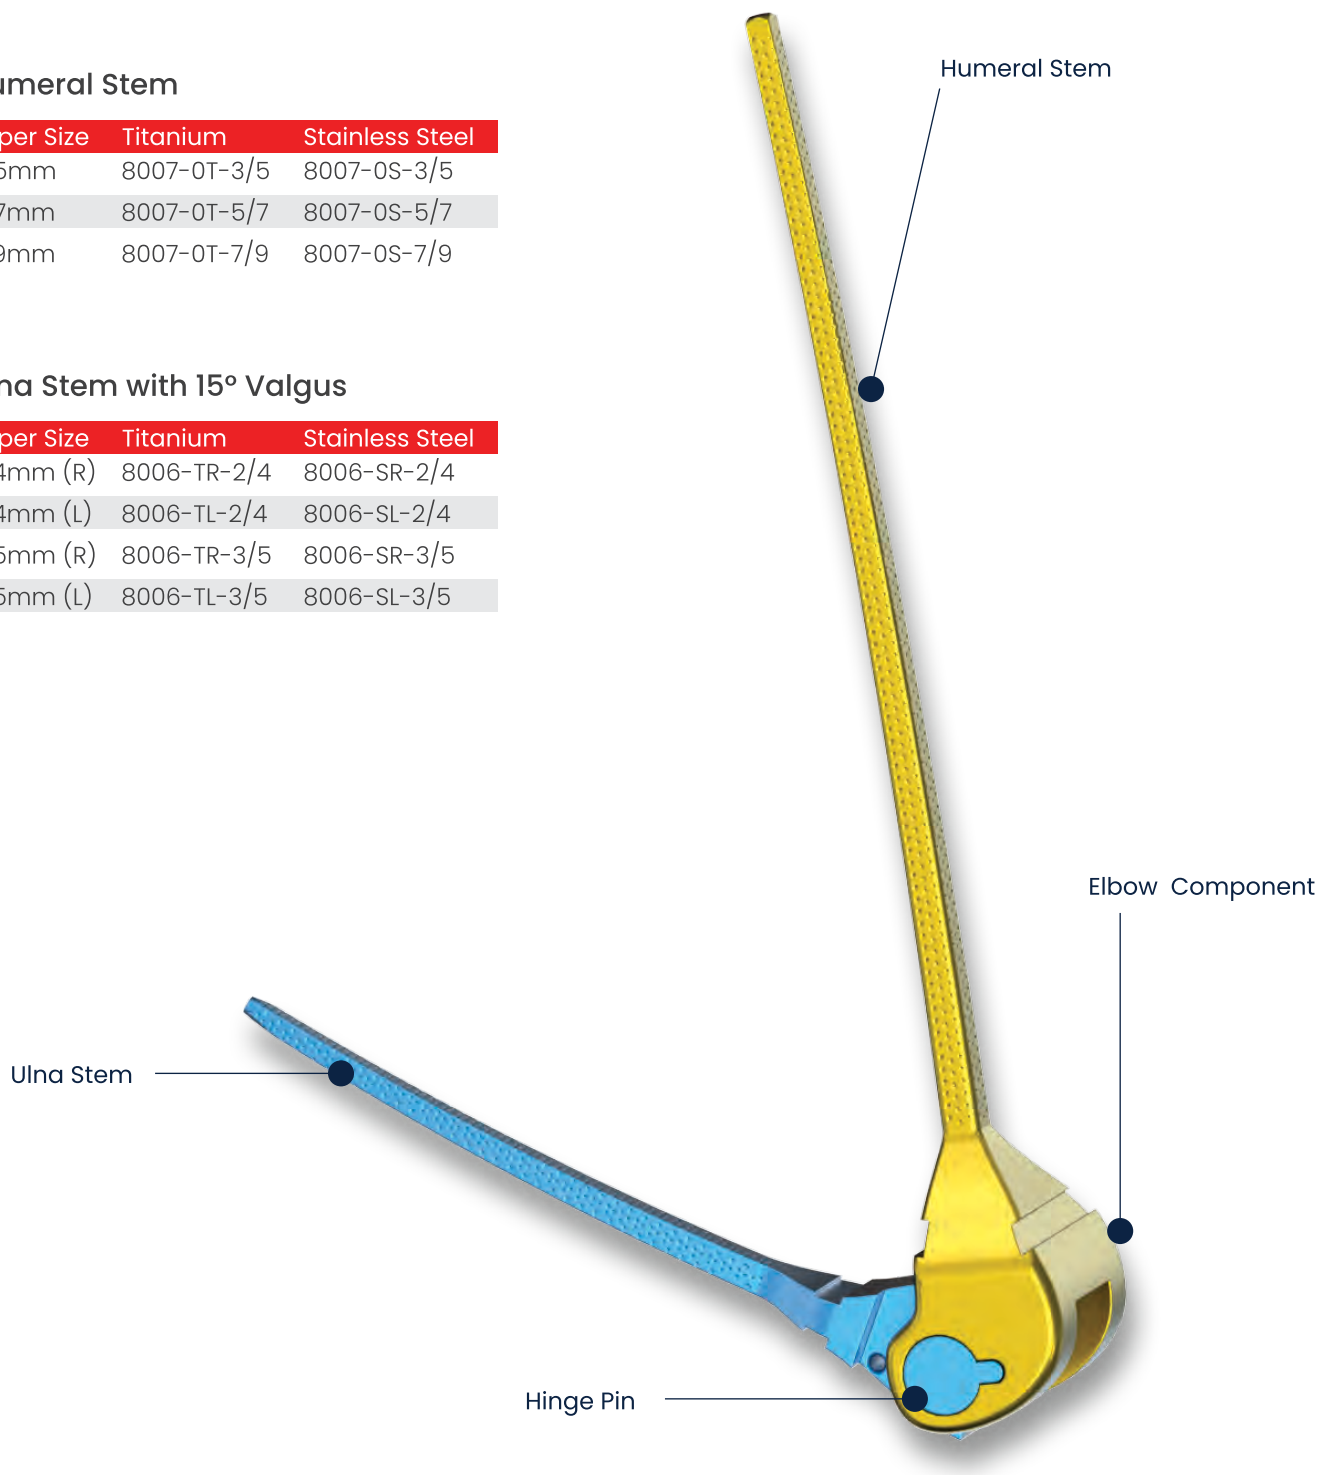 umeral Stem
per Size Titanium Stainless Steel
5mm 8007-0T-3/5 8007-0S-3/5
7mm 8007-0T-5/7 8007-0S-5/7
9mm 8007-0T-7/9 8007-0S-7/9
na Stem with 15° Valgus
per Size Titanium Stainless Steel
4mm (R) 8006-TR-2/4 8006-SR-2/4
4mm (L) 8006-TL-2/4 8006-SL-2/4
5mm (R) 8006-TR-3/5 8006-SR-3/5
5mm (L) 8006-TL-3/5 8006-SL-3/5
Humeral Stem
Elbow Component
Ulna Stem
Hinge Pin